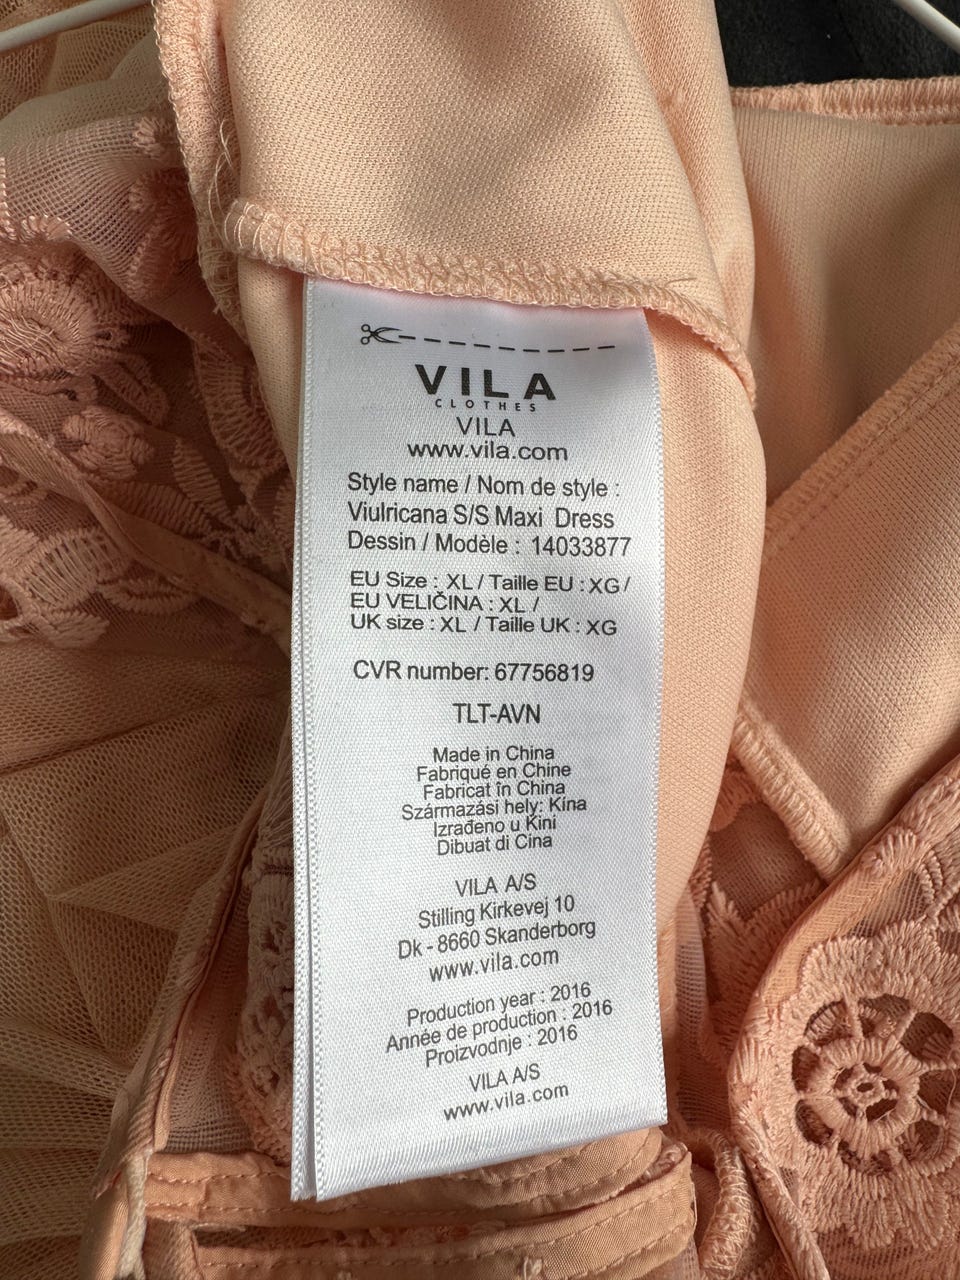 VILA
CLOTHES
VILA
www.vila.com
Style name / Nom de style :
Viulricana S/S Maxi Dress
Dessin / Modèle : 14033877
EU Size : XL / Taille EU : XG /
EU VELIČINA : XL /
UK size : XL / Taille UK : XG
CVR number: 67756819
TLT-AVN
Made in China
Fabriqué en Chine
Fabricat în China
Származási hely: Kína
Izrađeno u Kini
Dibuat di Cina
VILA A/S
Stilling Kirkevej 10
Dk - 8660 Skanderborg
www.vila.com
Production year : 2016
Année de production : 2016
Proizvodnje : 2016
VILA A/S
www.vila.com